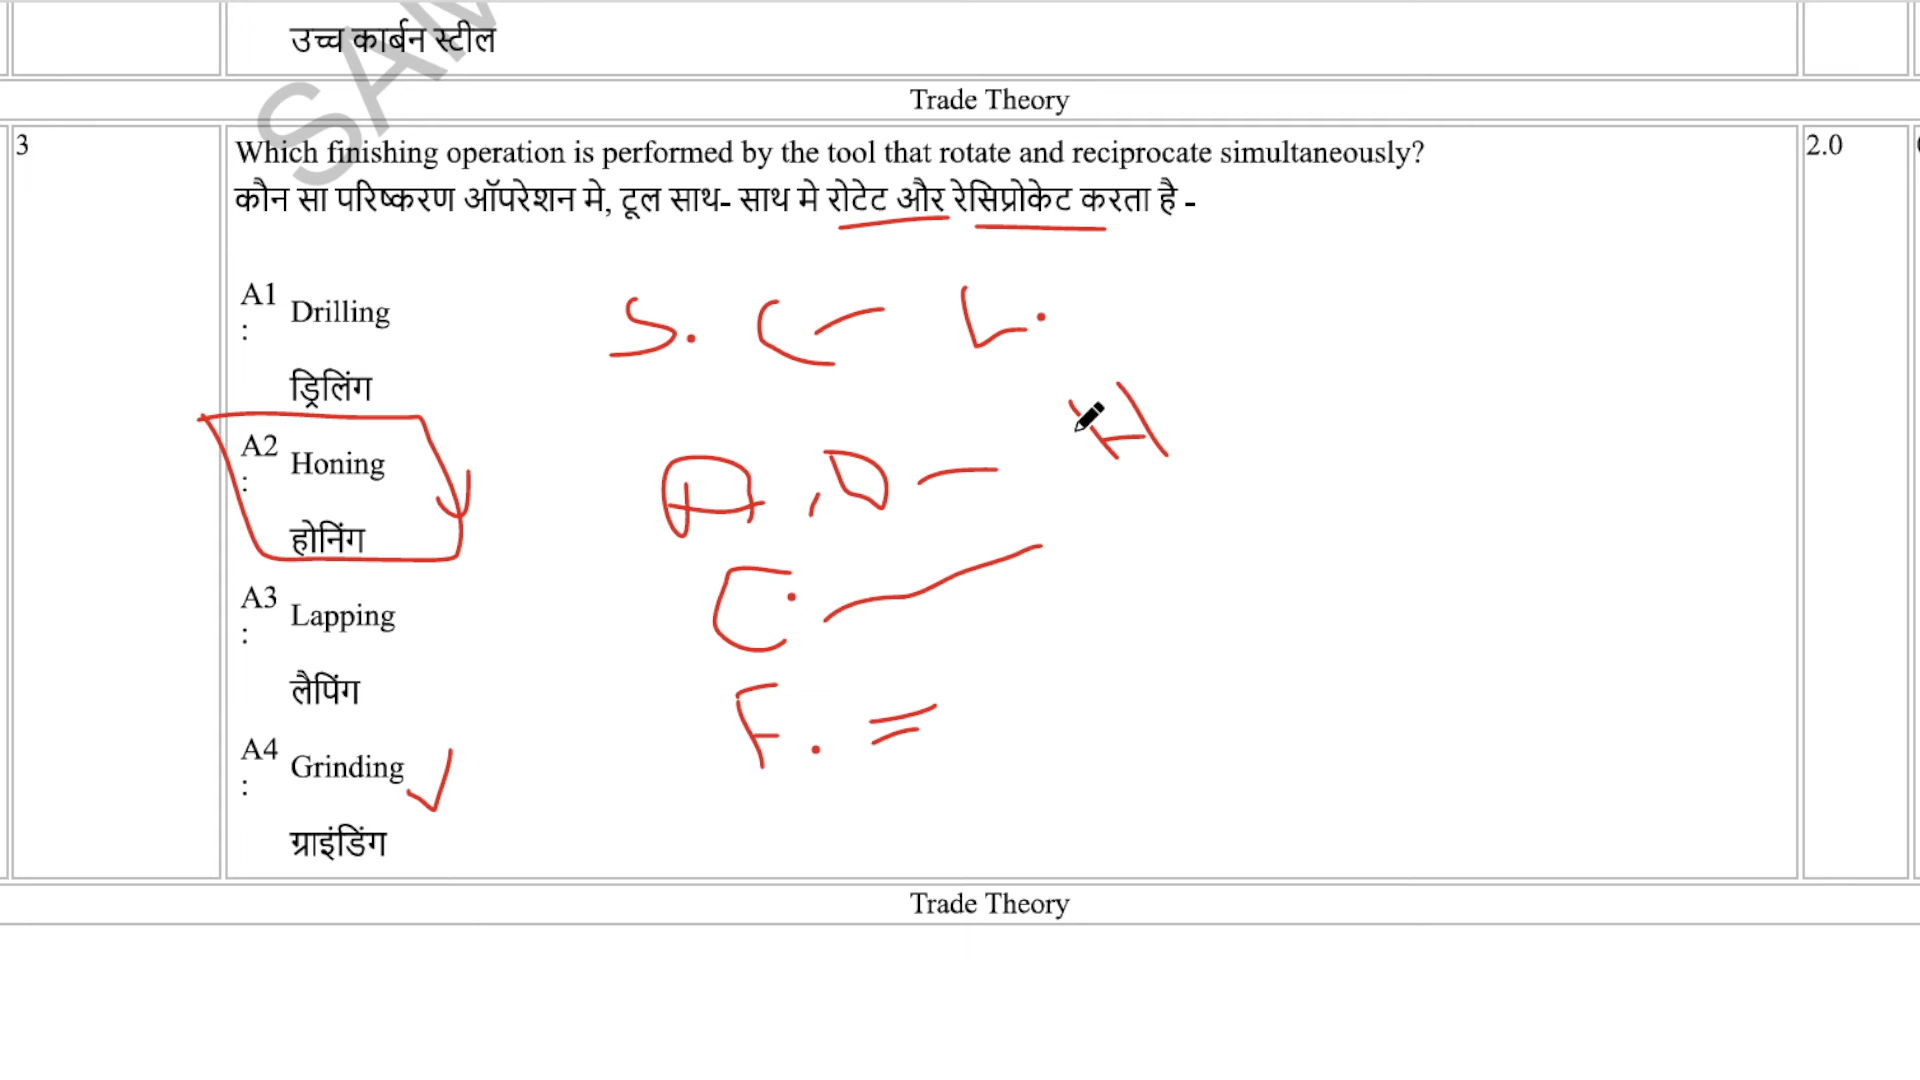 उच्च कार्बन स्टील
Trade Theory
3
Which finishing operation is performed by the tool that rotate and reciprocate simultaneously?
2.0
कौन सा परिष्करण ऑपरेशन मे, टूल साथ- साथ मे रोटेट और रेसिप्रोकेट करता है -
A1 : Drilling
ड्रिलिंग
S. C - L.
H
A2 : Honing
होनिंग
A3 : Lapping
लैपिंग
A4 : Grinding
ग्राइंडिंग
F. =
Trade Theory